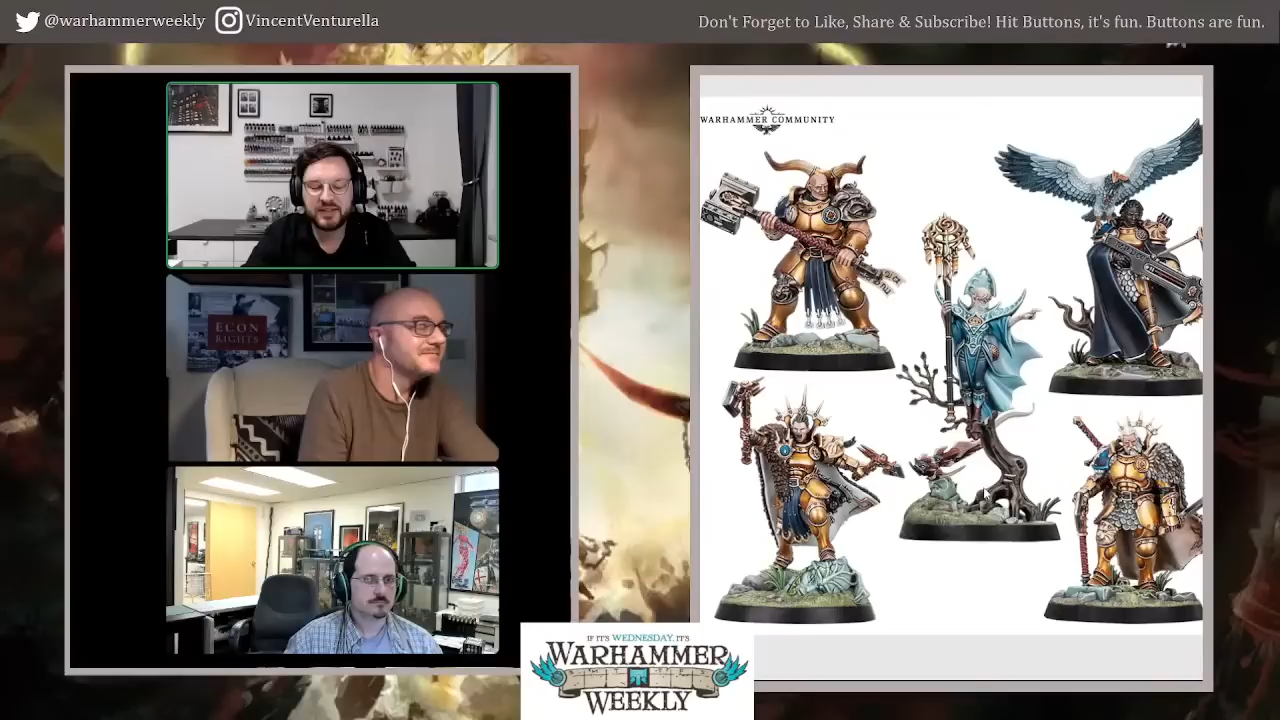 @warhammerweekly VincentVenturella
Don't Forget to Like, Share & Subscribe! Hit Buttons, it's fun. Buttons are fun.
WARHAMMER COMMUNITY
ECON
RIGHTS
IF IT'S WEDNESDAY, IT'S
WARHAMMER
WEEKLY